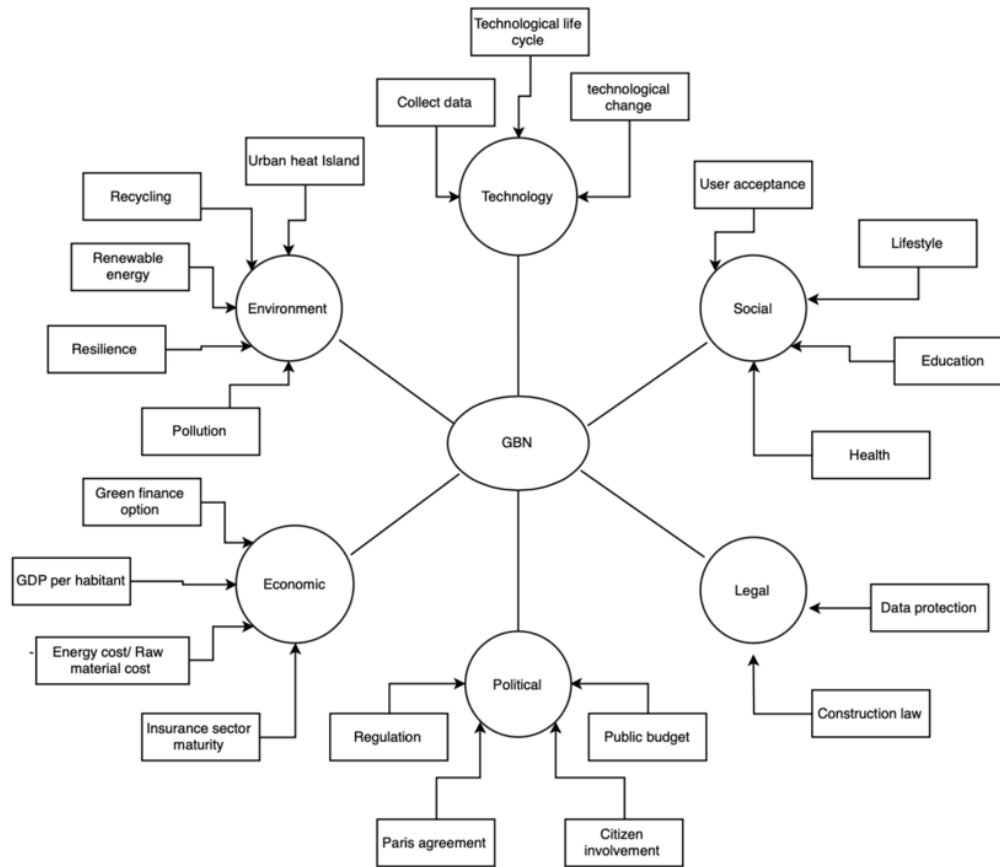 Technological life
cycle
Collect data
technological
change
Urban heat Island
Recycling
Technology
User acceptance
Renewable
energy
Lifestyle
Environment
Social
Resilience
Education
Pollution
GBN
Health
Green finance
option
GDP per habitant
Economic
Legal
Data protection
- Energy cost/ Raw
material cost
Political
Insurance sector
maturity
Regulation
Public budget
Construction law
Paris agreement
Citizen
involvement